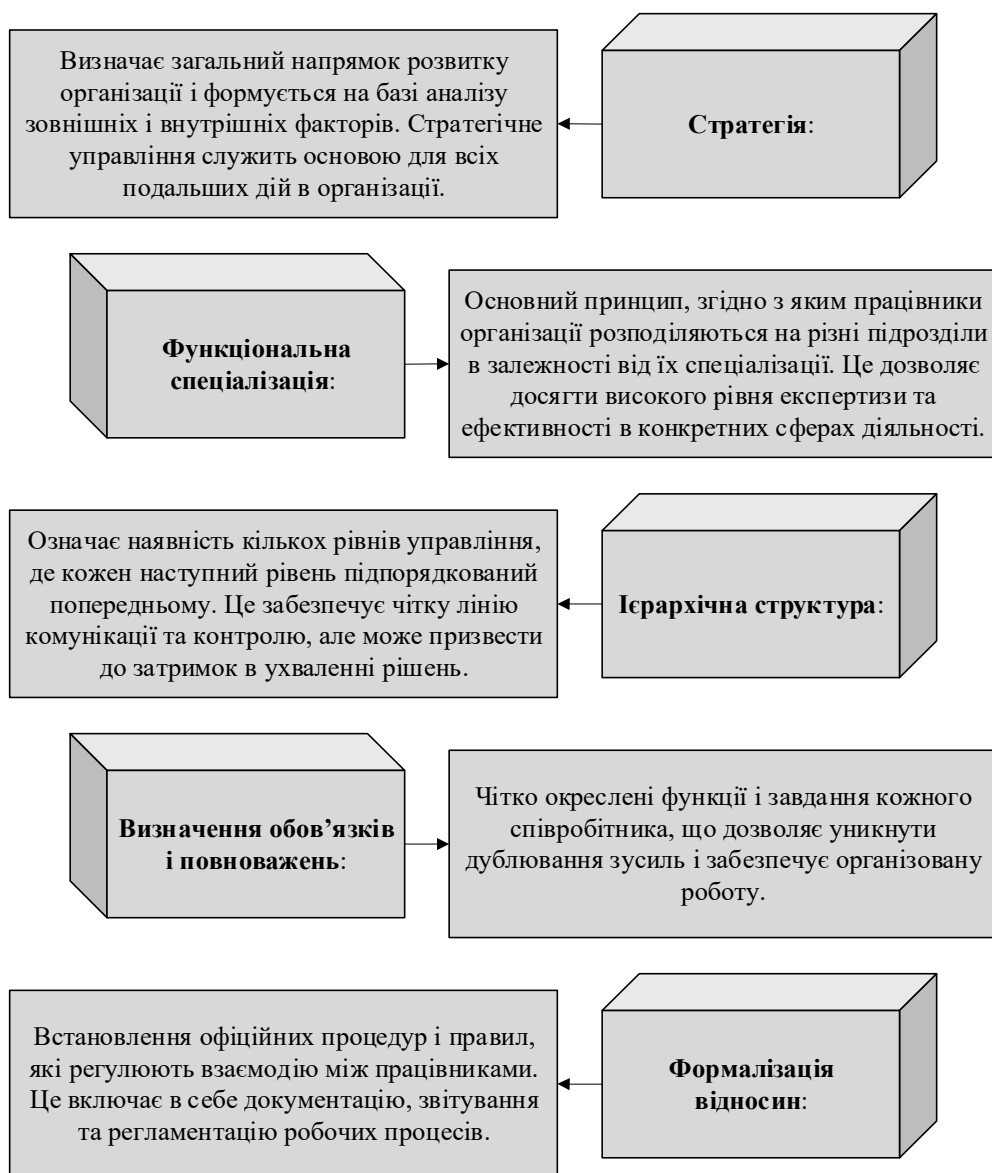 Визначає загальний напрямок розвитку
організації і формується на базі аналізу
зовнішніх і внутрішніх факторів. Стратегічне
управління служить основою для всіх
подальших дій в організації.
Стратегія:
Функціональна
спеціалізація:
Основний принцип, згідно з яким працівники
організації розподіляються на різні підрозділи
в залежності від їх спеціалізації. Це дозволяє
досягти високого рівня експертизи та
ефективності в конкретних сферах діяльності.
Означає наявність кількох рівнів управління,
де кожен наступний рівень підпорядкований
попередньому. Це забезпечує чітку лінію
комунікації та контролю, але може призвести
до затримок в ухваленні рішень.
Ієрархічна структура:
Визначення обов’язків
і повноважень:
Чітко окреслені функції і завдання кожного
співробітника, що дозволяє уникнути
дублювання зусиль і забезпечує організовану
роботу.
Встановлення офіційних процедур і правил,
які регулюють взаємодію між працівниками.
Це включає в себе документацію, звітування
та регламентацію робочих процесів.
Формалізація
відносин: